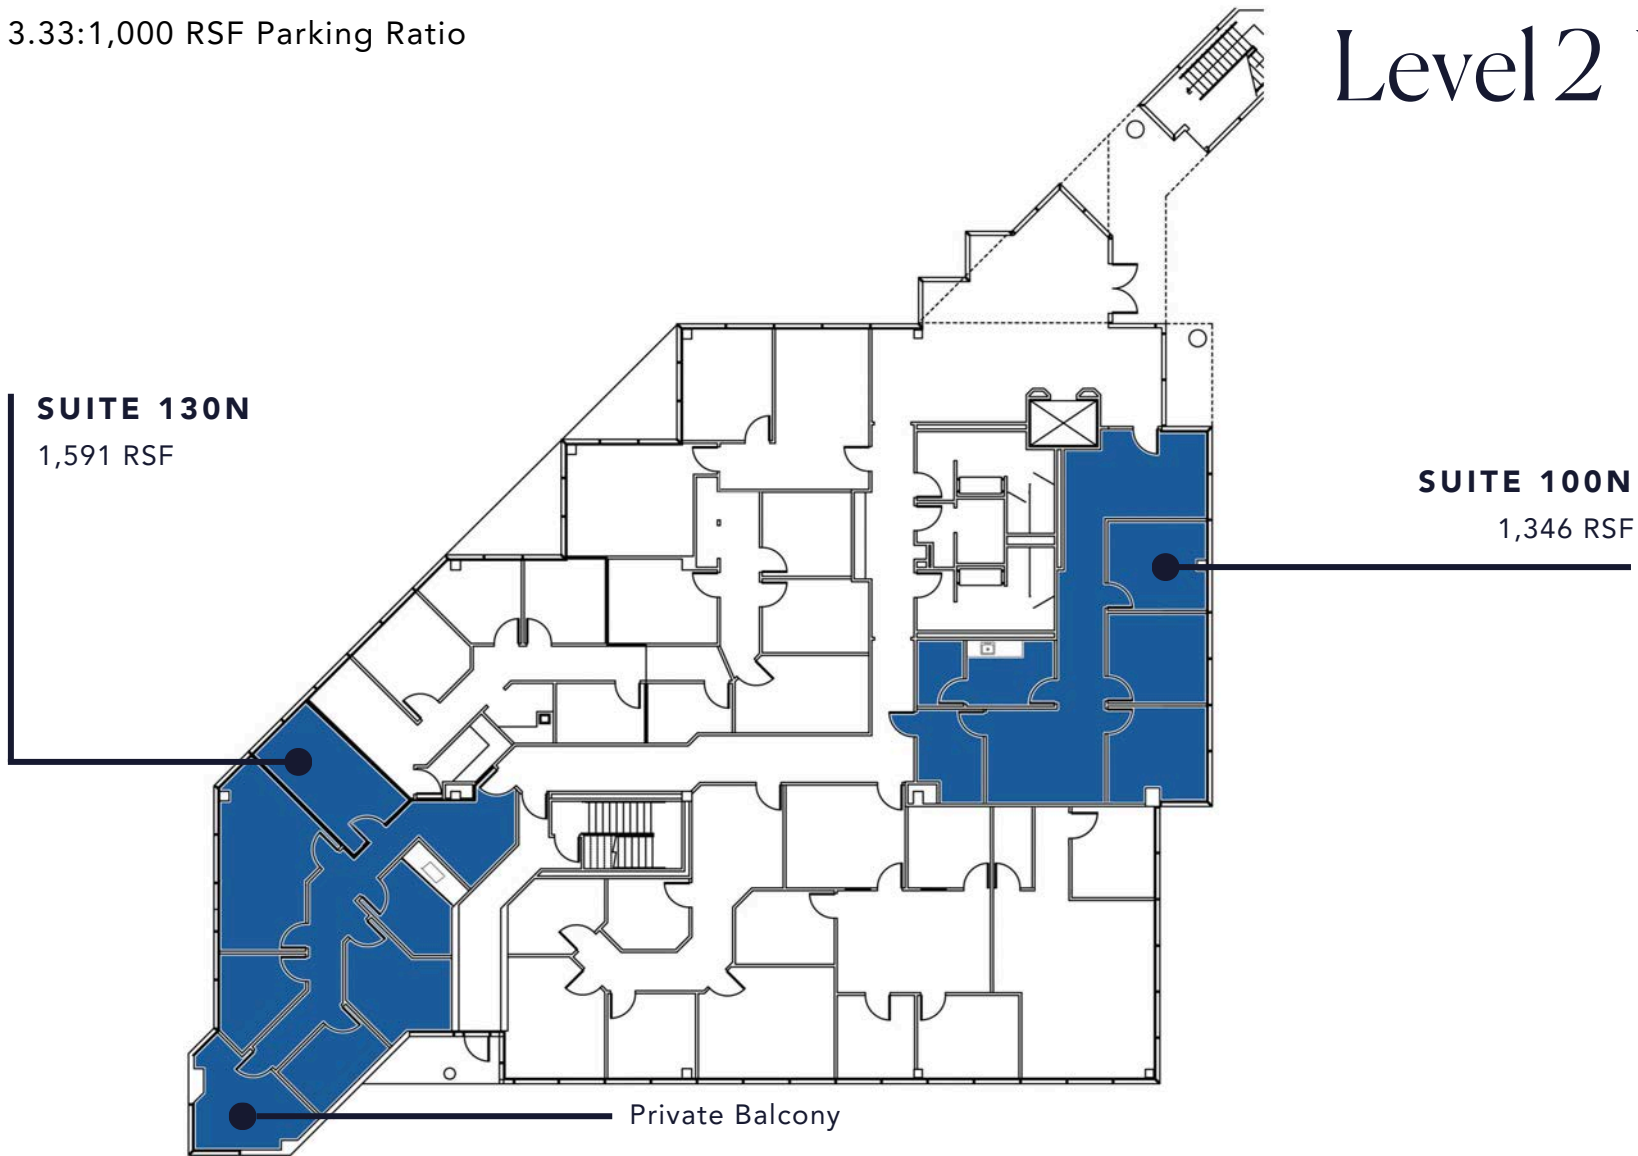 3.33:1,000 RSF Parking Ratio
Level 2
SUITE 130N
1,591 RSF
SUITE 100N
1,346 RSF
Private Balcony